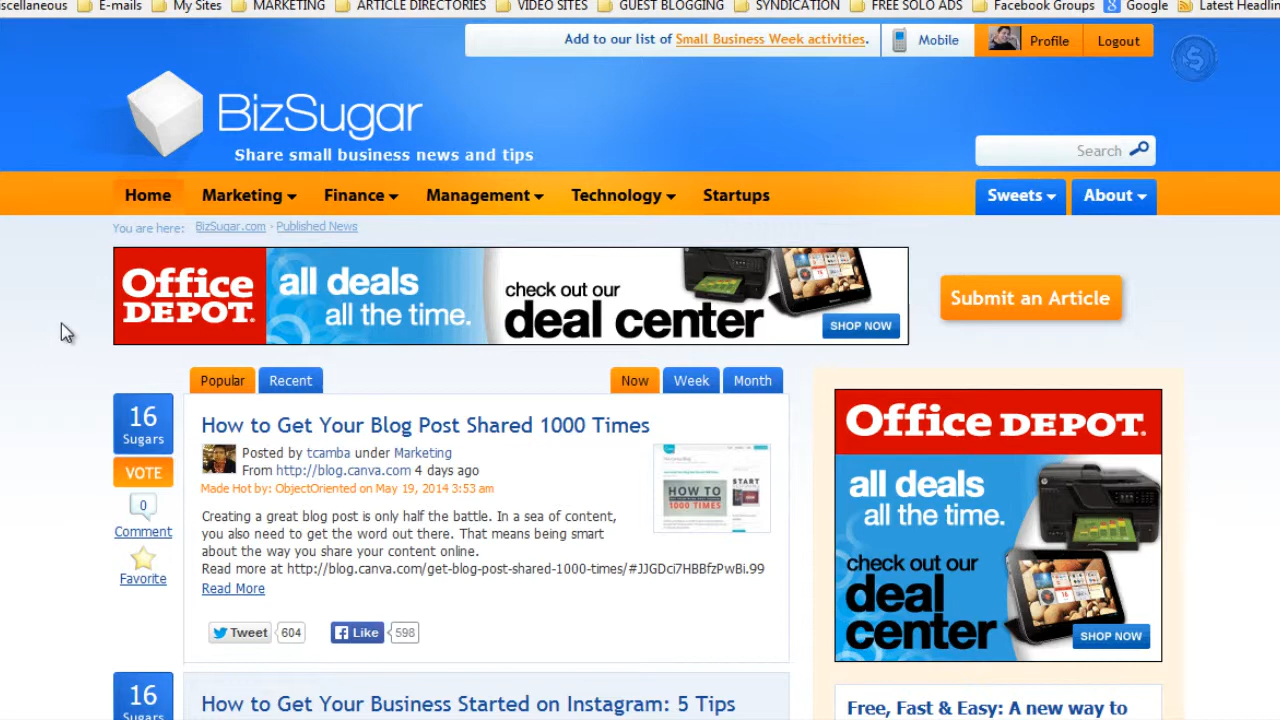 scellaneous E-mails My Sites MARKETING ARTICLE DIRECTORIES VIDEO SITES GUEST BLOGGING SYNDICATION FREE SOLO ADS Facebook Groups Google Latest Headlin
Add to our list of Small Business Week activities. Mobile Profile Logout
BizSugar
Share small business news and tips
Search
Home Marketing Finance Management Technology Startups Sweets About
You are here: BizSugar.com Published News
Office DEPOT. all deals all the time. check out our deal center SHOP NOW
Submit an Article
Popular Recent Now Week Month
16 Sugars
VOTE
0
Comment
Favorite
How to Get Your Blog Post Shared 1000 Times
Posted by tcamba under Marketing
From http://blog.canva.com 4 days ago
Made Hot by: ObjectOriented on May 19, 2014 3:53 am
HOW TO
1000 TIMES
START
Creating a great blog post is only half the battle. In a sea of content,
you also need to get the word out there. That means being smart
about the way you share your content online.
Read more at http://blog.canva.com/get-blog-post-shared-1000-times/#JJGDci7HBBfzPwBi.99
Read More
Tweet 604 Like 598
Office DEPOT.
all deals
all the time.
check out our
deal
center
SHOP NOW
16
Sugars
How to Get Your Business Started on Instagram: 5 Tips
Free, Fast & Easy: A new way to